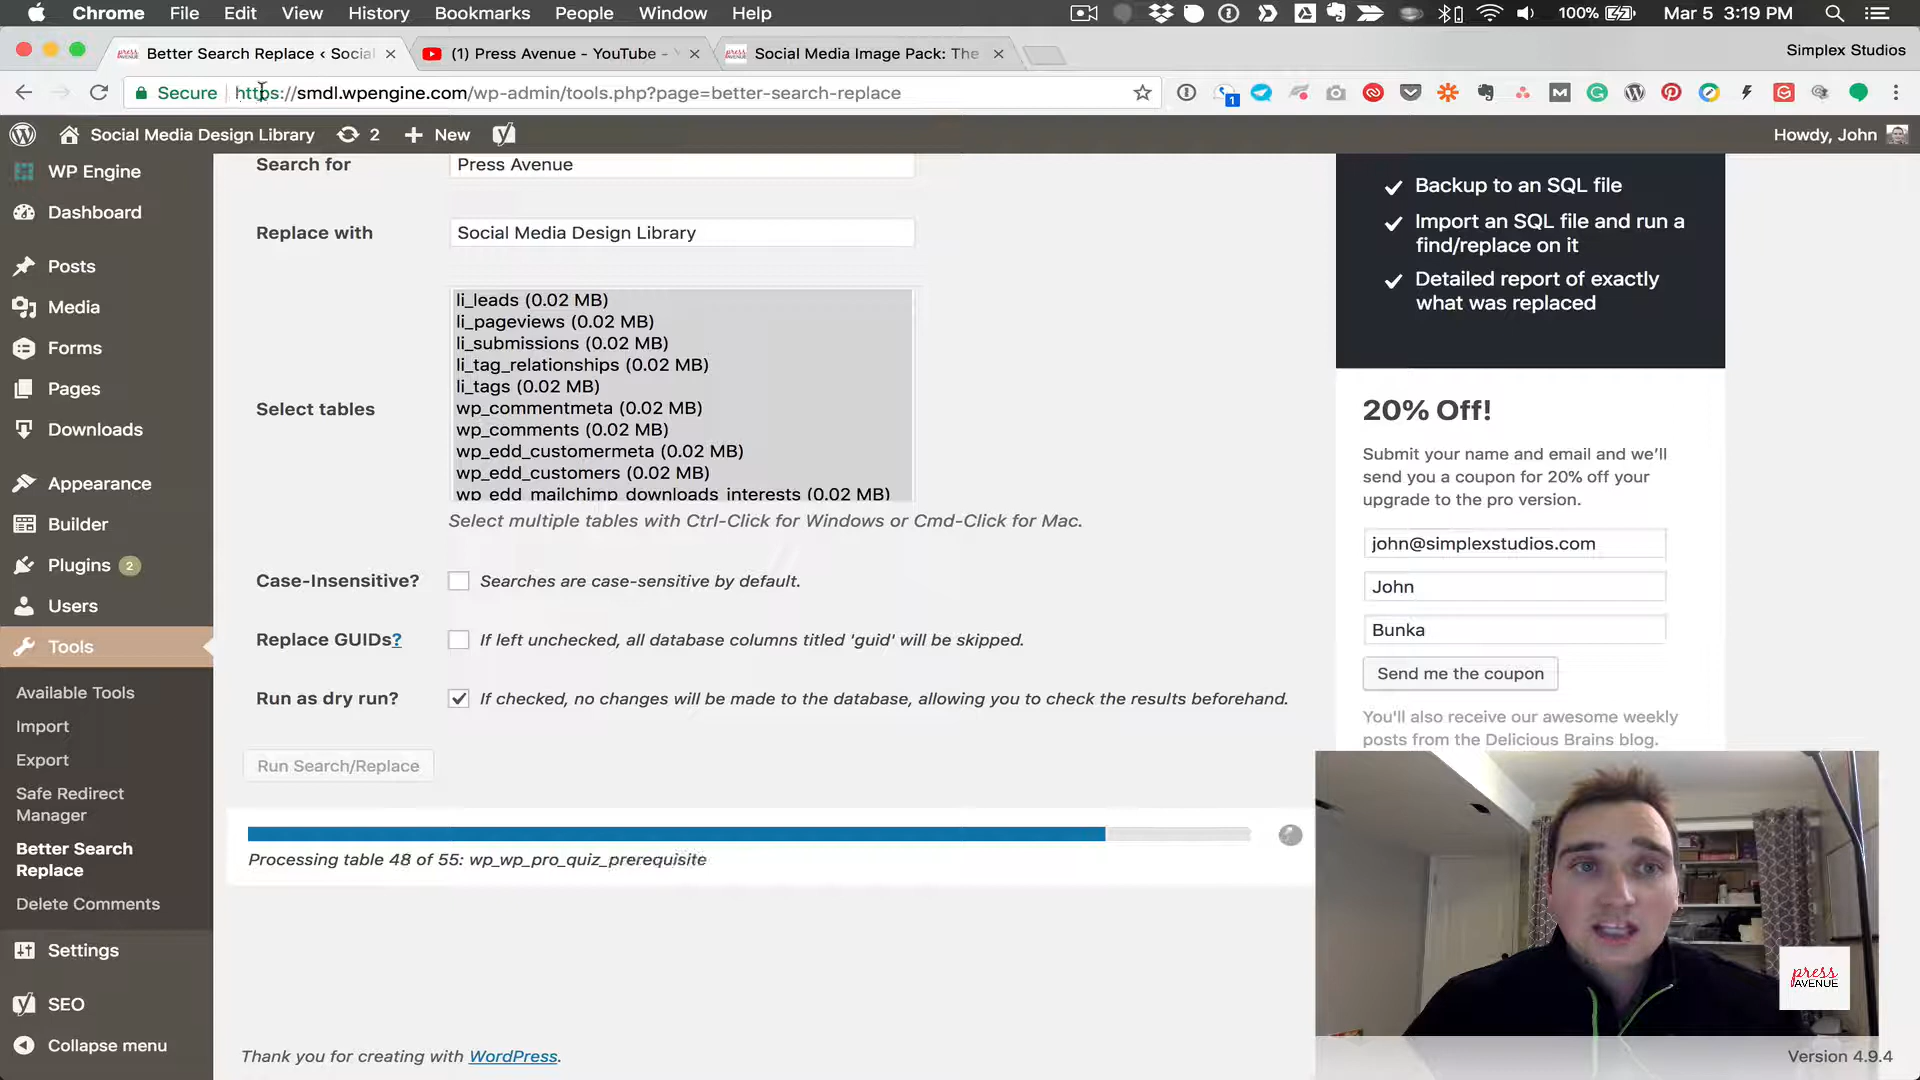 Chrome File Edit View History Bookmarks People Window Help
100% Mar 5 3:19 PM
Better Search Replace ‹ Social
(1) Press Avenue - YouTube -
Social Media Image Pack: The
Simplex Studios
Secure
https://smdl.wpengine.com/wp-admin/tools.php?page=better-search-replace
1
Social Media Design Library
2
New
Howdy, John
WP Engine
Dashboard
Posts
Media
Forms
Pages
Downloads
Appearance
Builder
Plugins 2
Users
Tools
Available Tools
Import
Export
Safe Redirect
Manager
Better Search
Replace
Delete Comments
Settings
SEO
Collapse menu
Search for
Press Avenue
Replace with
Social Media Design Library
Select tables
li_leads (0.02 MB)
li_pageviews (0.02 MB)
li_submissions (0.02 MB)
li_tag_relationships (0.02 MB)
li_tags (0.02 MB)
wp_commentmeta (0.02 MB)
wp_comments (0.02 MB)
wp_edd_customermeta (0.02 MB)
wp_edd_customers (0.02 MB)
wp_edd_mailchimp_downloads_interests (0.02 MB)
Select multiple tables with Ctrl-Click for Windows or Cmd-Click for Mac.
Case-Insensitive?
Searches are case-sensitive by default.
Replace GUIDs?
If left unchecked, all database columns titled 'guid' will be skipped.
Run as dry run?
If checked, no changes will be made to the database, allowing you to check the results beforehand.
Run Search/Replace
Processing table 48 of 55: wp_wp_pro_quiz_prerequisite
Thank you for creating with WordPress.
Backup to an SQL file
Import an SQL file and run a
find/replace on it
Detailed report of exactly
what was replaced
20% Off!
Submit your name and email and we'll
send you a coupon for 20% off your
upgrade to the pro version.
john@simplexstudios.com
John
Bunka
Send me the coupon
You'll also receive our awesome weekly
posts from the Delicious Brains blog.
press
AVENUE
Version 4.9.4